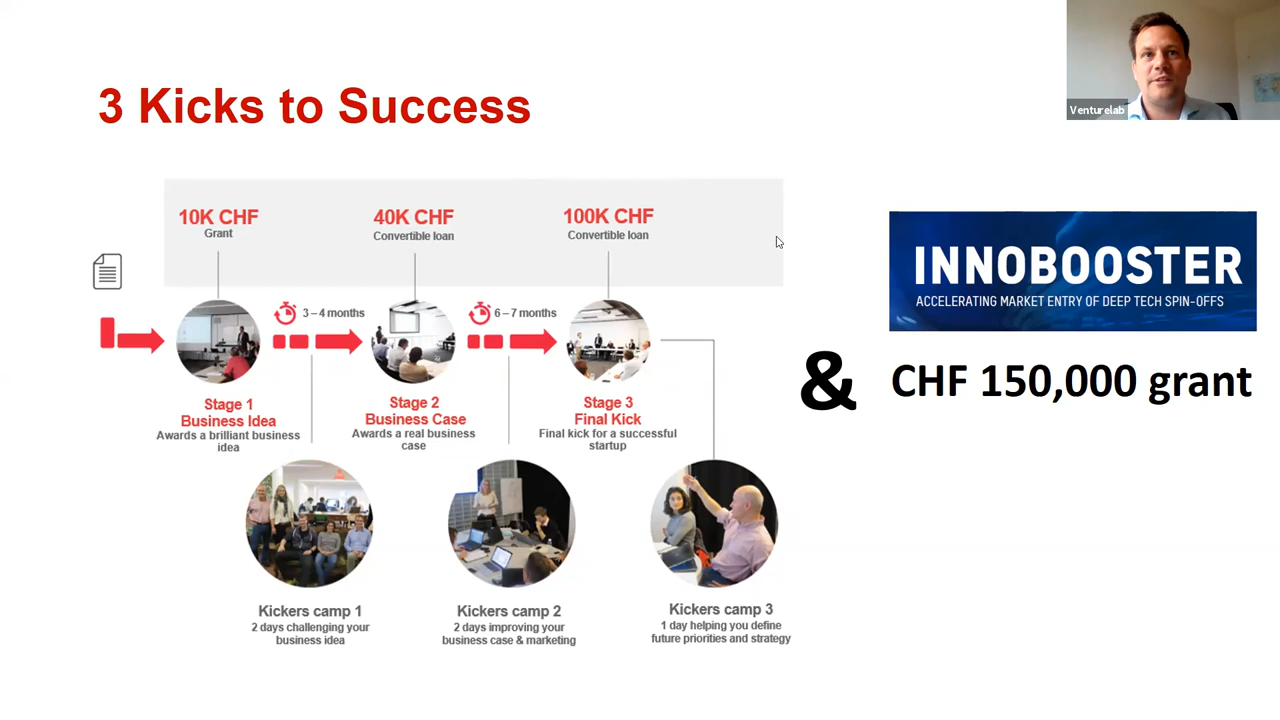 Venturelab
3 Kicks to Success
10K CHF
Grant
40K CHF
Convertible loan
100K CHF
Convertible loan
3 – 4 months
6 – 7 months
Stage 1
Business Idea
Awards a brilliant business
idea
Stage 2
Business Case
Awards a real business
case
Stage 3
Final Kick
Final kick for a successful
startup
Kickers camp 1
2 days challenging your
business idea
Kickers camp 2
2 days improving your
business case & marketing
Kickers camp 3
1 day helping you define
future priorities and strategy
INNOBOOSTER
ACCELERATING MARKET ENTRY OF DEEP TECH SPIN-OFFS
& CHF 150,000 grant